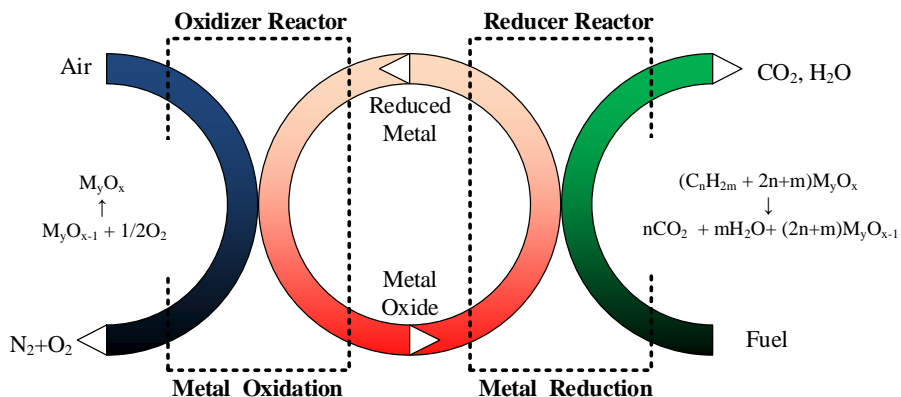 Oxidizer Reactor
Reducer Reactor
Air
CO₂, H₂O
Reduced
Metal
MyOₓ
↑
MyOₓ₋₁ + 1/2O₂
(CₙH₂ₘ + 2n+m)MyOₓ
↓
nCO₂ + mH₂O+ (2n+m)MyOₓ₋₁
Metal
Oxide
N₂+O₂
Fuel
Metal Oxidation
Metal Reduction